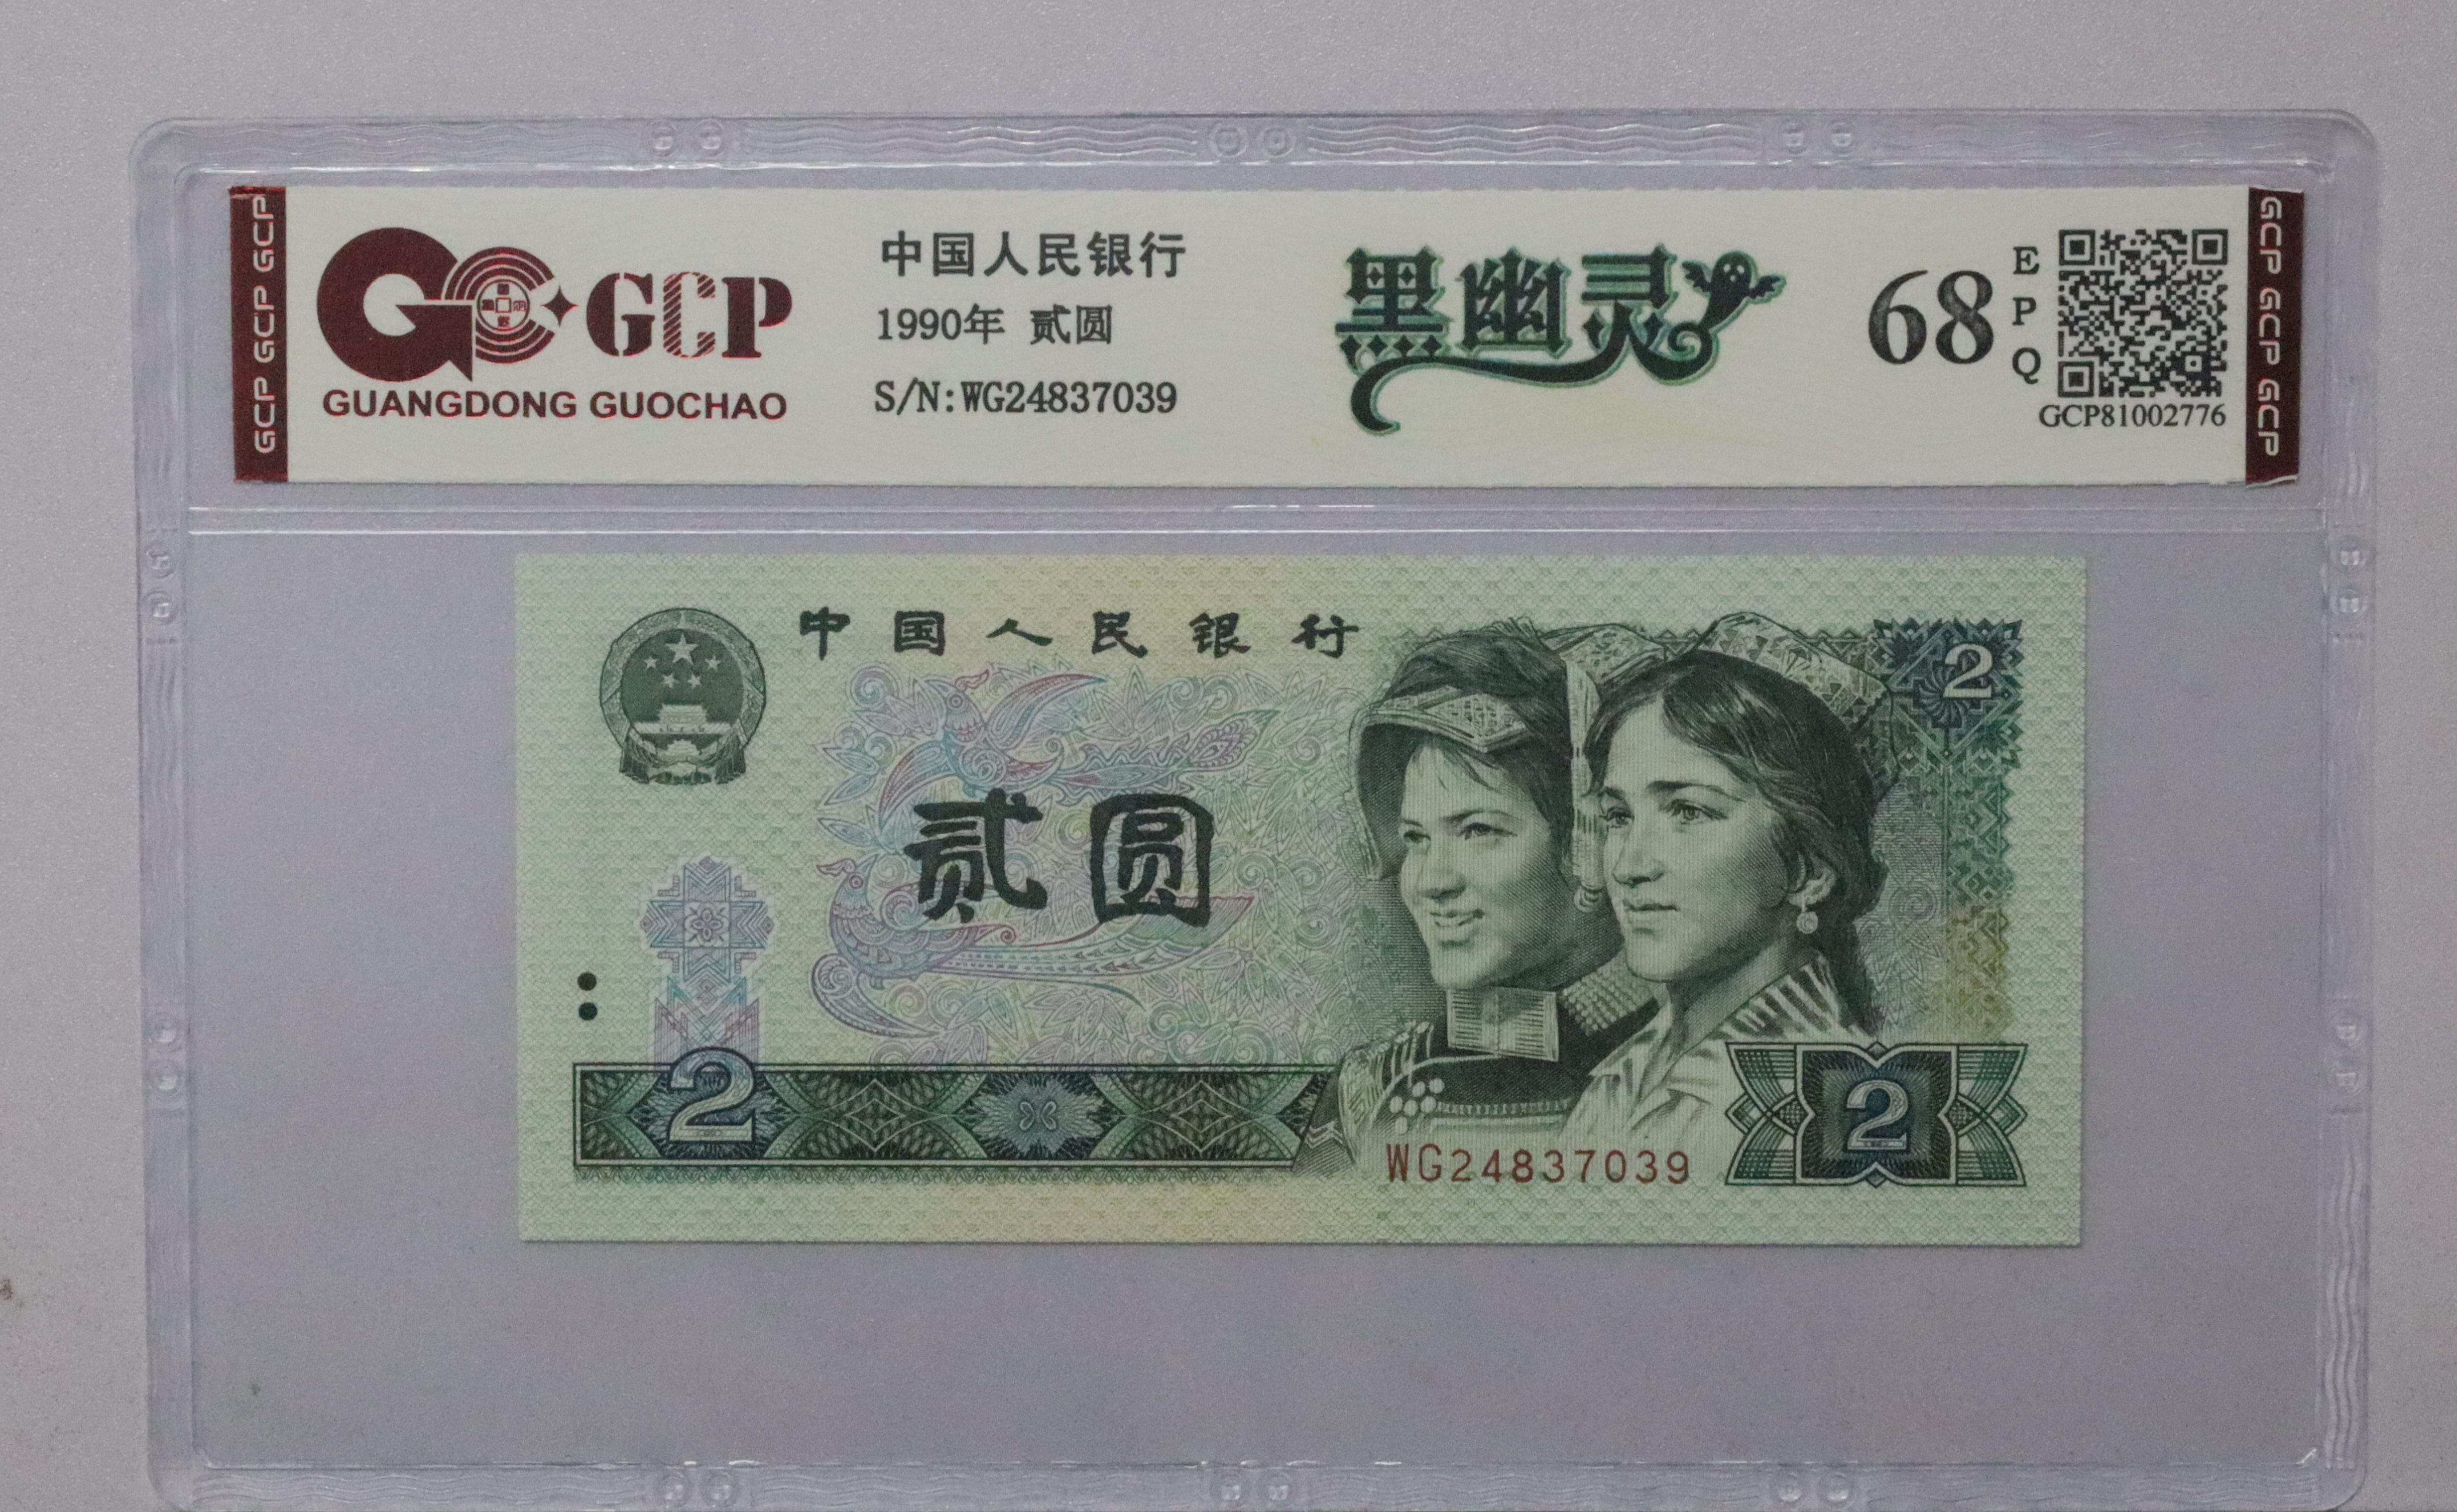 GCP GCP GCP
GCP
GUANGDONG GUOCHAO
中国人民银行
1990年 贰圆
S/N:WG24837039
黑幽灵
68
E
P
Q
GCP81002776
GCP GCP GCP
中国人民银行
2
贰圆
2
WG24837039
2